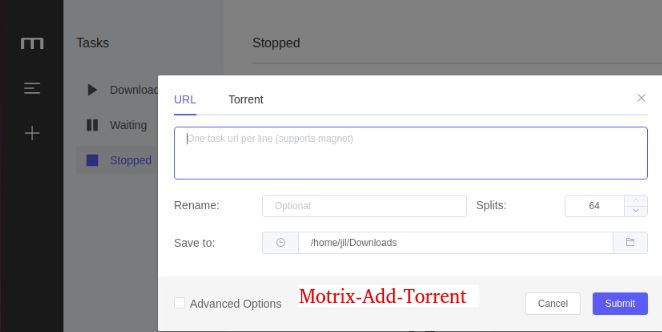 Tasks
Stopped
Waiting
Stopped
URL
Torrent
One task url per line (supports magnet)
Rename:
Optional
Splits:
64
Save to:
/home/jil/Downloads
Advanced Options
Motrix-Add-Torrent
Cancel
Submit